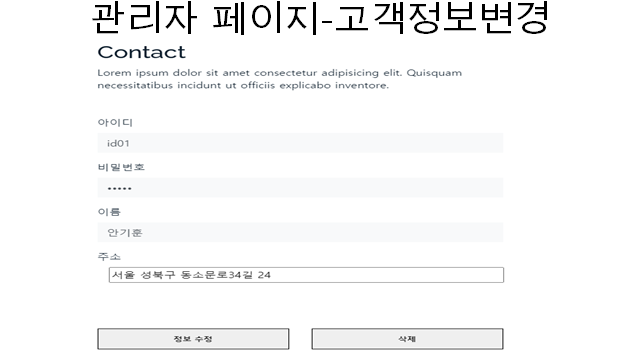 관리자 페이지-고객정보변경
Contact
Lorem ipsum dolor sit amet consectetur adipisicing elit. Quisquam
necessitatibus incidunt ut officiis explicabo inventore.
아이디
id01
비밀번호
•••••
이름
안기훈
주소
서울 성북구 동소문로34길 24
정보 수정
삭제